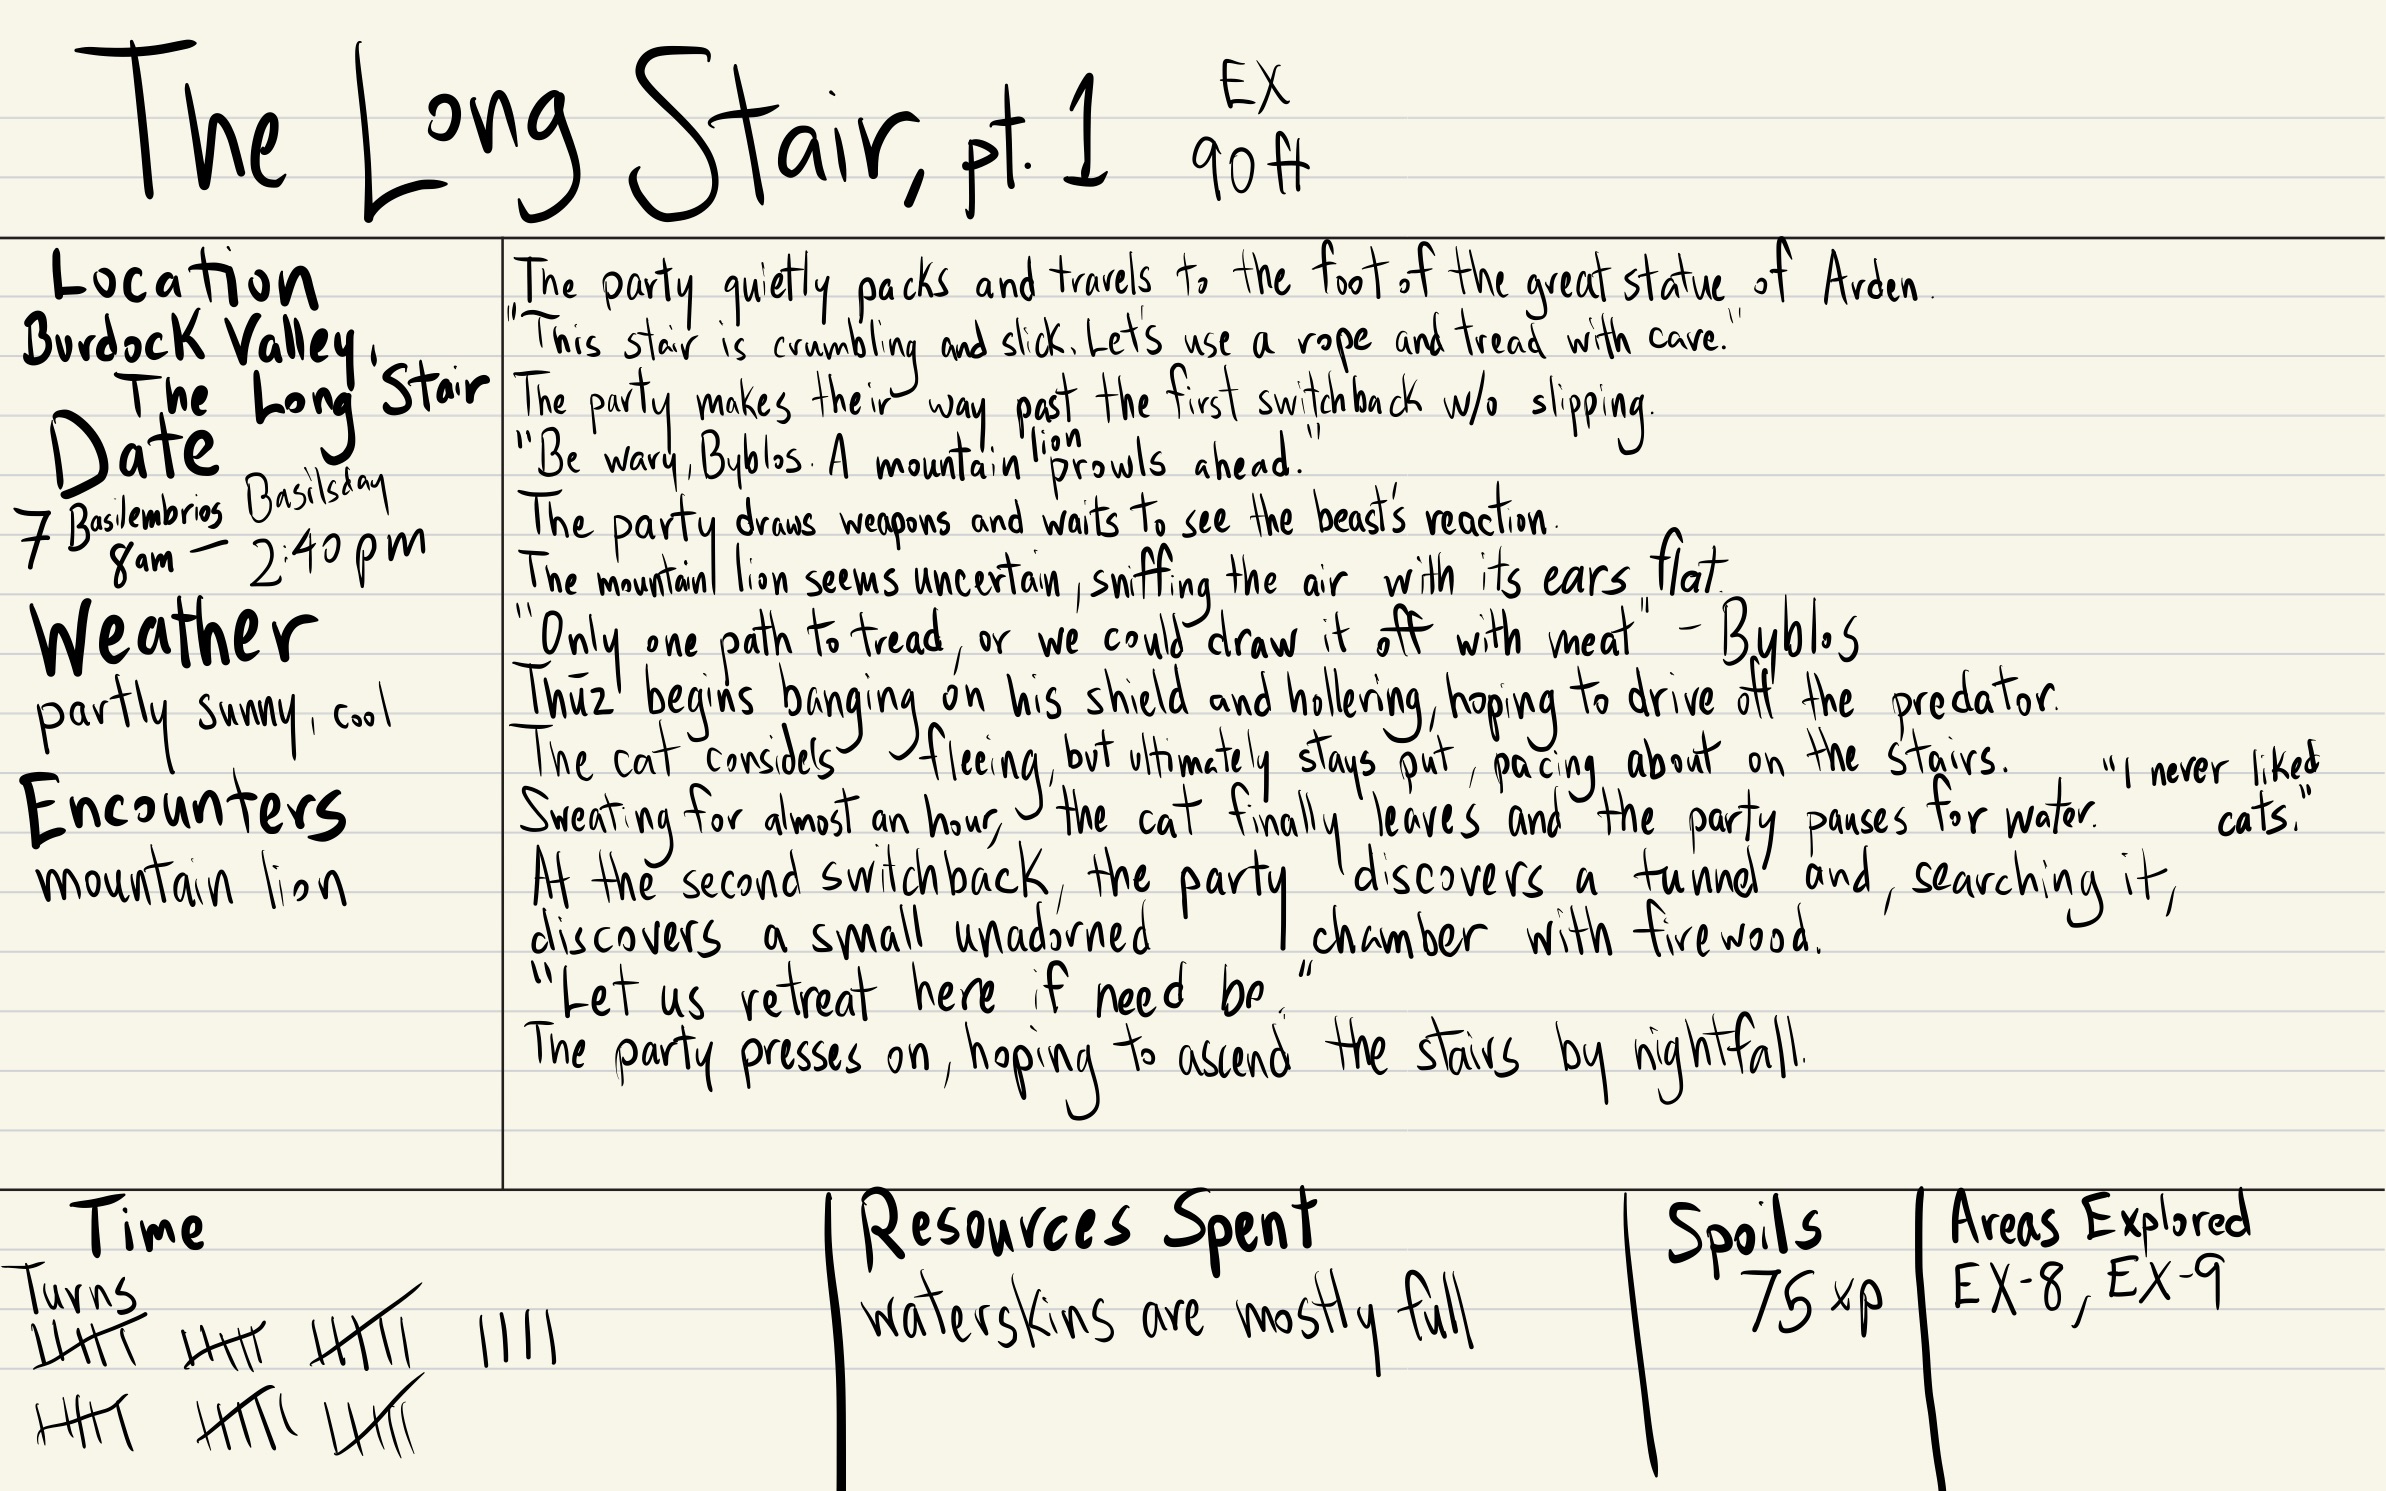 The Long Stair, pt. 1
EX
90 ft
Location
Burdock Valley,
The Long Stair
Date
7 Basilembrios Basilsday
8am — 2:40 pm
Weather
partly sunny, cool
Encounters
mountain lion
The party quietly packs and travels to the foot of the great statue of Arden.
"This stair is crumbling and slick. Let's use a rope and tread with care."
The party makes their way past the first switchback w/o slipping.
"Be wary, Byblos. A mountain lion prowls ahead."
The party draws weapons and waits to see the beast's reaction.
The mountain lion seems uncertain, sniffing the air with its ears flat.
"Only one path to tread, or we could draw it off with meat" - Byblos
Thūz begins banging on his shield and hollering, hoping to drive off the predator.
The cat considers fleeing, but ultimately stays put, pacing about on the stairs.
Sweating for almost an hour, the cat finally leaves and the party pauses for water.
"I never liked
cats."
At the second switchback, the party discovers a tunnel and, searching it,
discovers a small unadorned chamber with firewood.
"Let us retreat here if need be."
The party presses on, hoping to ascend the stairs by nightfall.
Time
Turns
Resources Spent
waterskins are mostly full
Spoils
75 xp
Areas Explored
EX-8, EX-9